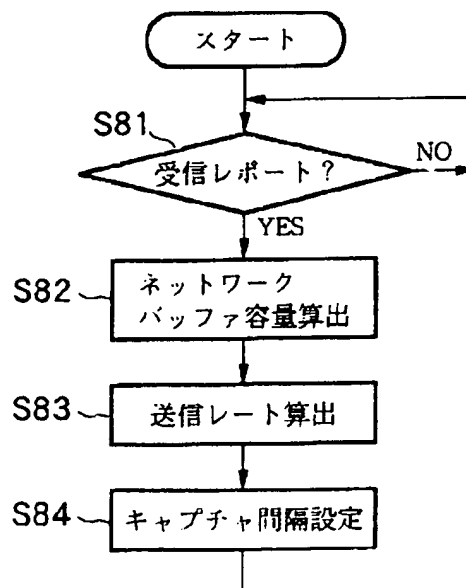 スタート
S81
受信レポート？
NO
YES
S82
ネットワーク
バッファ容量算出
S83
送信レート算出
S84
キャプチャ間隔設定